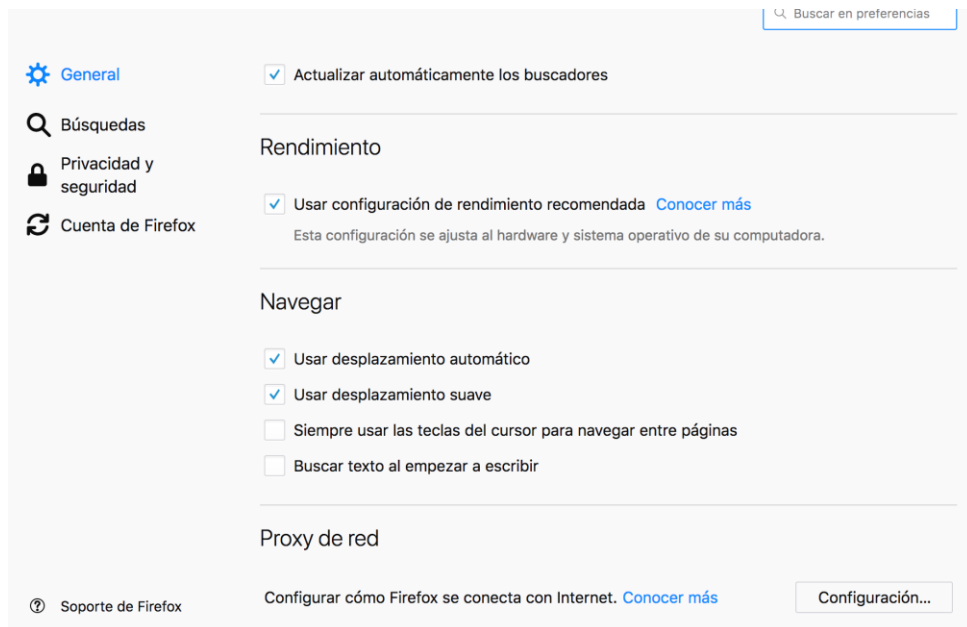 Buscar en preferencias
General
Búsquedas
Privacidad y
seguridad
Cuenta de Firefox
Actualizar automáticamente los buscadores
Rendimiento
Usar configuración de rendimiento recomendada Conocer más
Esta configuración se ajusta al hardware y sistema operativo de su computadora.
Navegar
Usar desplazamiento automático
Usar desplazamiento suave
Siempre usar las teclas del cursor para navegar entre páginas
Buscar texto al empezar a escribir
Proxy de red
Configurar cómo Firefox se conecta con Internet. Conocer más
Configuración...
Soporte de Firefox